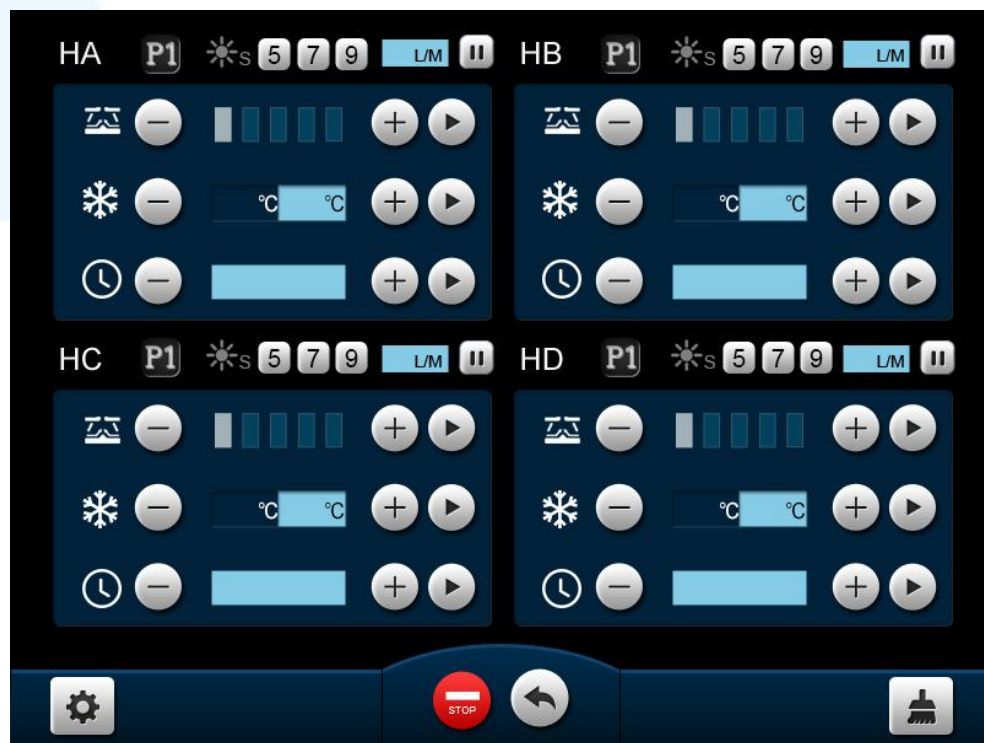 HA P1 S 5 7 9 L/M
HB P1 S 5 7 9 L/M
℃ ℃
℃ ℃
HC P1 S 5 7 9 L/M
HD P1 S 5 7 9 L/M
℃ ℃
℃ ℃
STOP